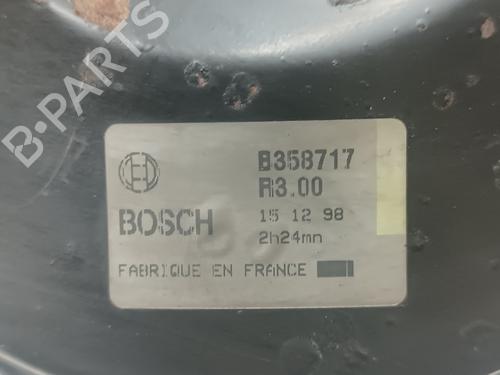 B-PARTS
B358717
R3.00
BOSCH
15 12 98
2h24mn
FABRIQUE EN FRANCE